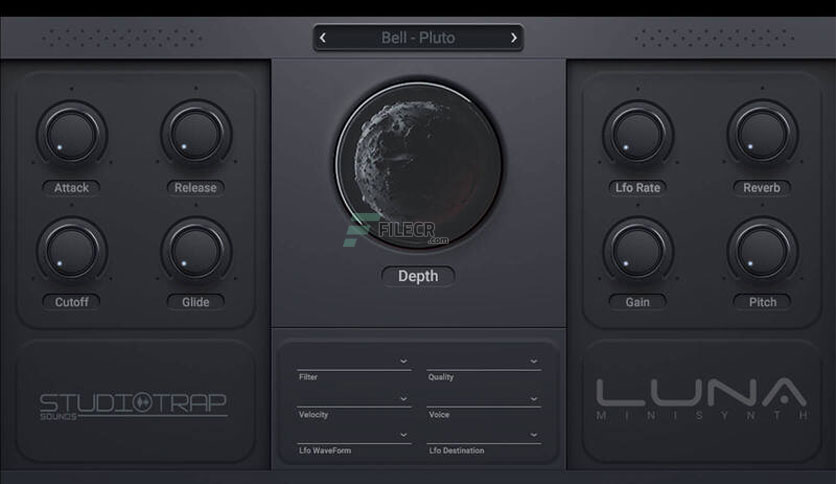 Bell - Pluto
Attack
Release
Cutoff
Glide
FILECR
.com
Depth
Lfo Rate
Reverb
Gain
Pitch
Filter
Quality
Velocity
Voice
Lfo WaveForm
Lfo Destination
STUDIOTRAP
SOUNDS
LUNA
MINISYNTH